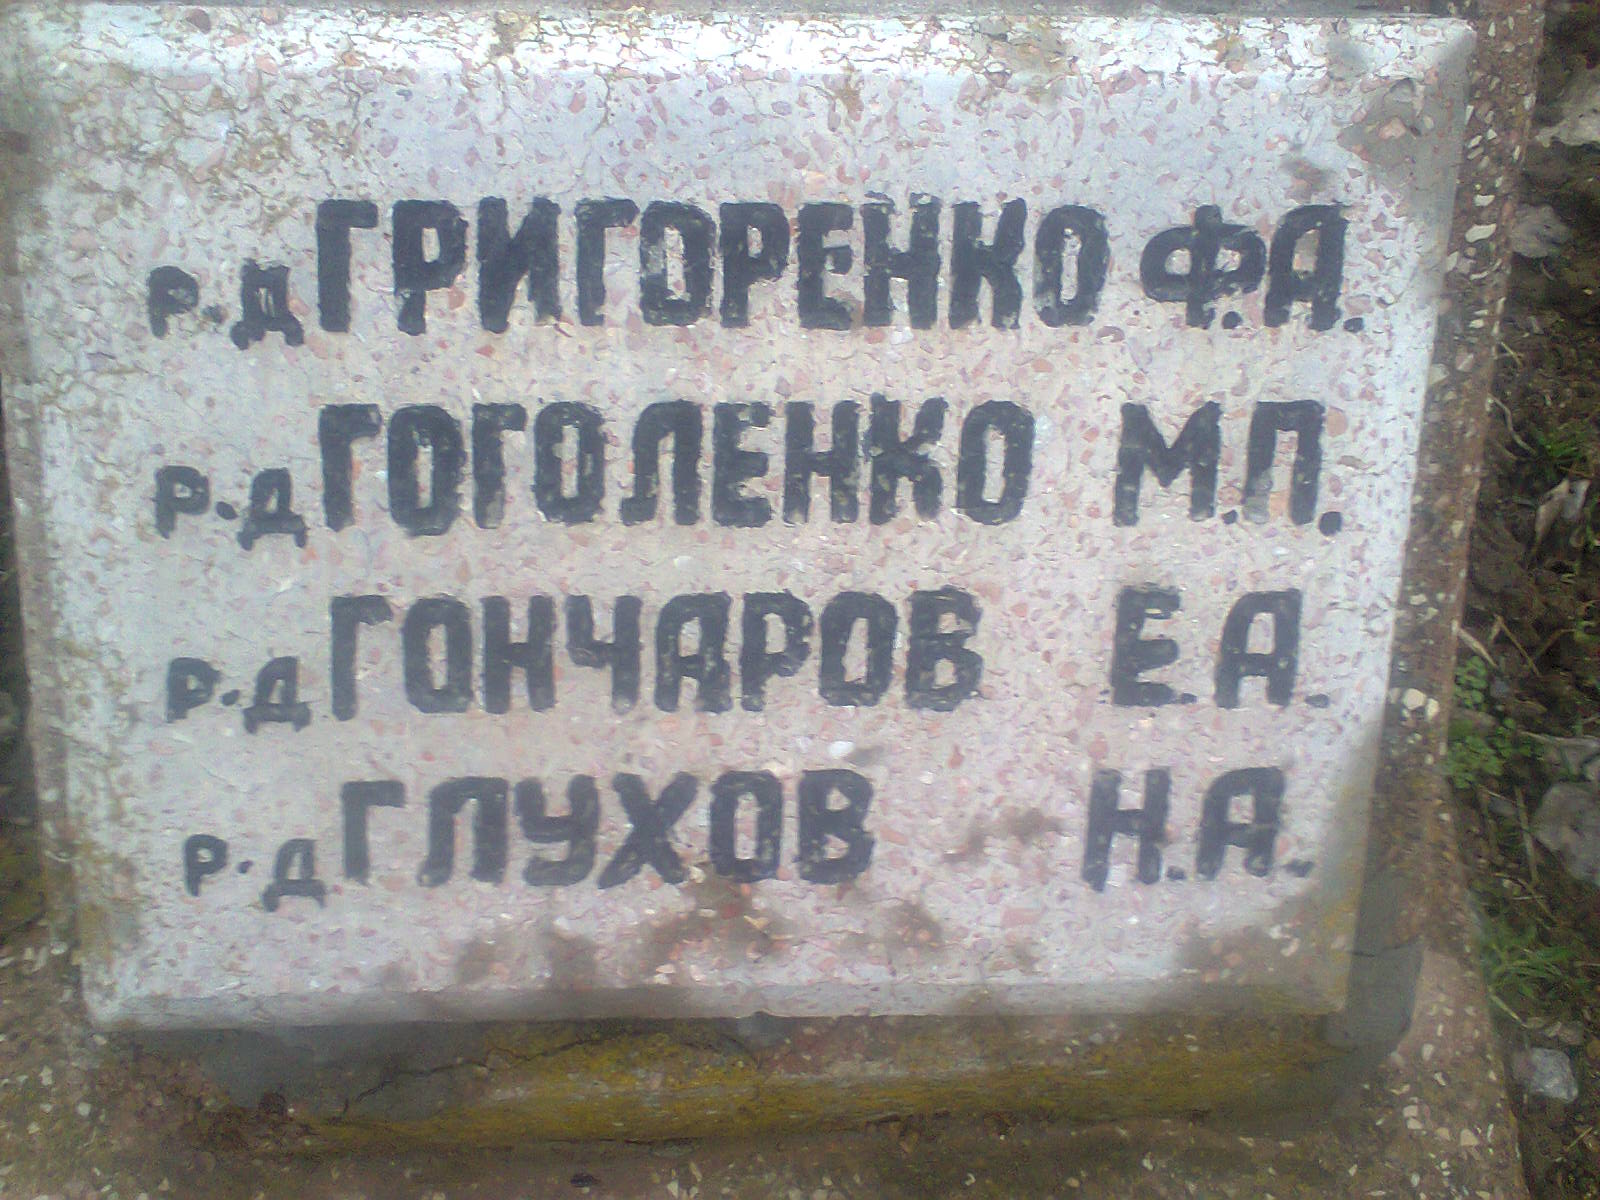 р.д ГРИГОРЕНКО Ф.А.
р.д ГОГОЛЕНКО М.П.
р.д ГОНЧАРОВ Е.А.
р.д ГЛУХОВ Н.А.